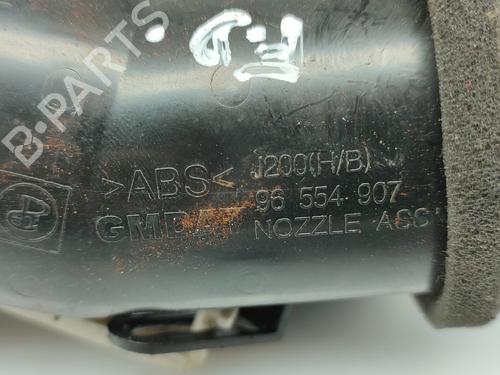 B-PARTS
>ABS< J200(H/B)
GMDAT 96 554 907
NOZZLE ASS'